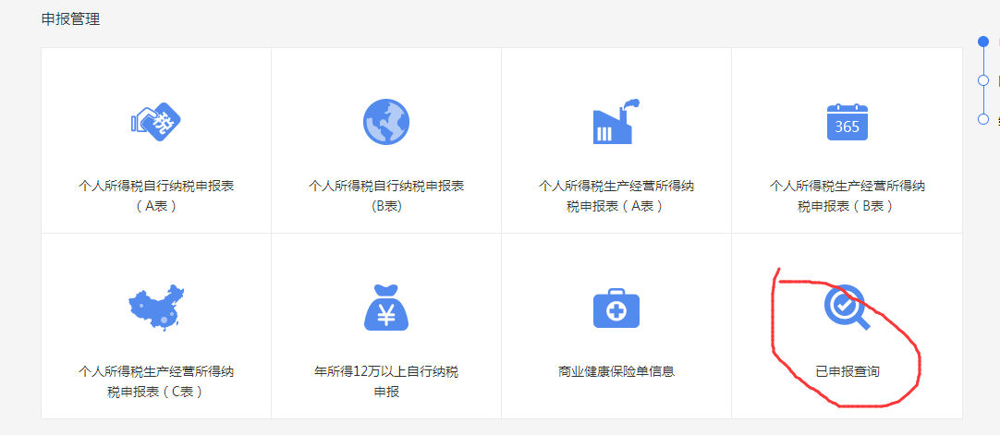 申报管理
税
365
个人所得税自行纳税申报表
（A表）
个人所得税自行纳税申报表
(B表)
个人所得税生产经营所得纳
税申报表（A表）
个人所得税生产经营所得纳
税申报表（B表）
¥
个人所得税生产经营所得纳
税申报表（C表）
年所得12万以上自行纳税
申报
商业健康保险单信息
已申报查询